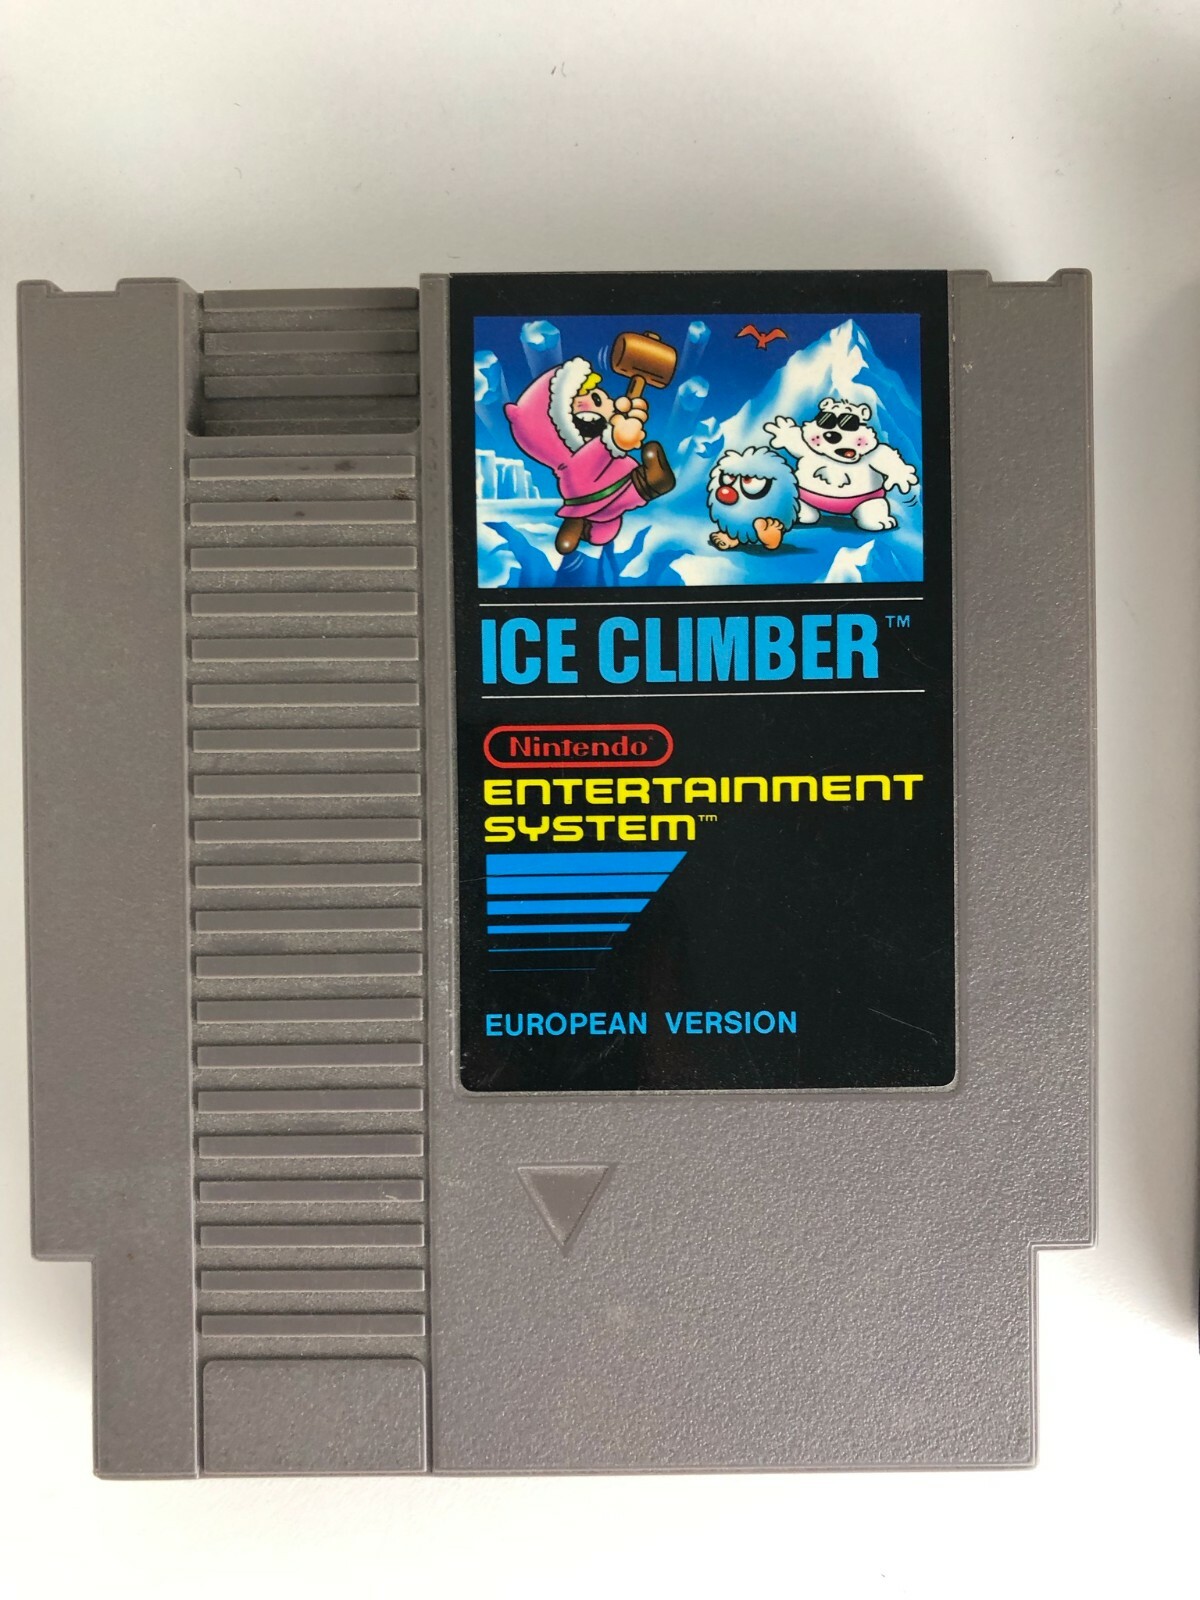 ICE CLIMBER™
Nintendo®
ENTERTAINMENT
SYSTEM™
EUROPEAN VERSION